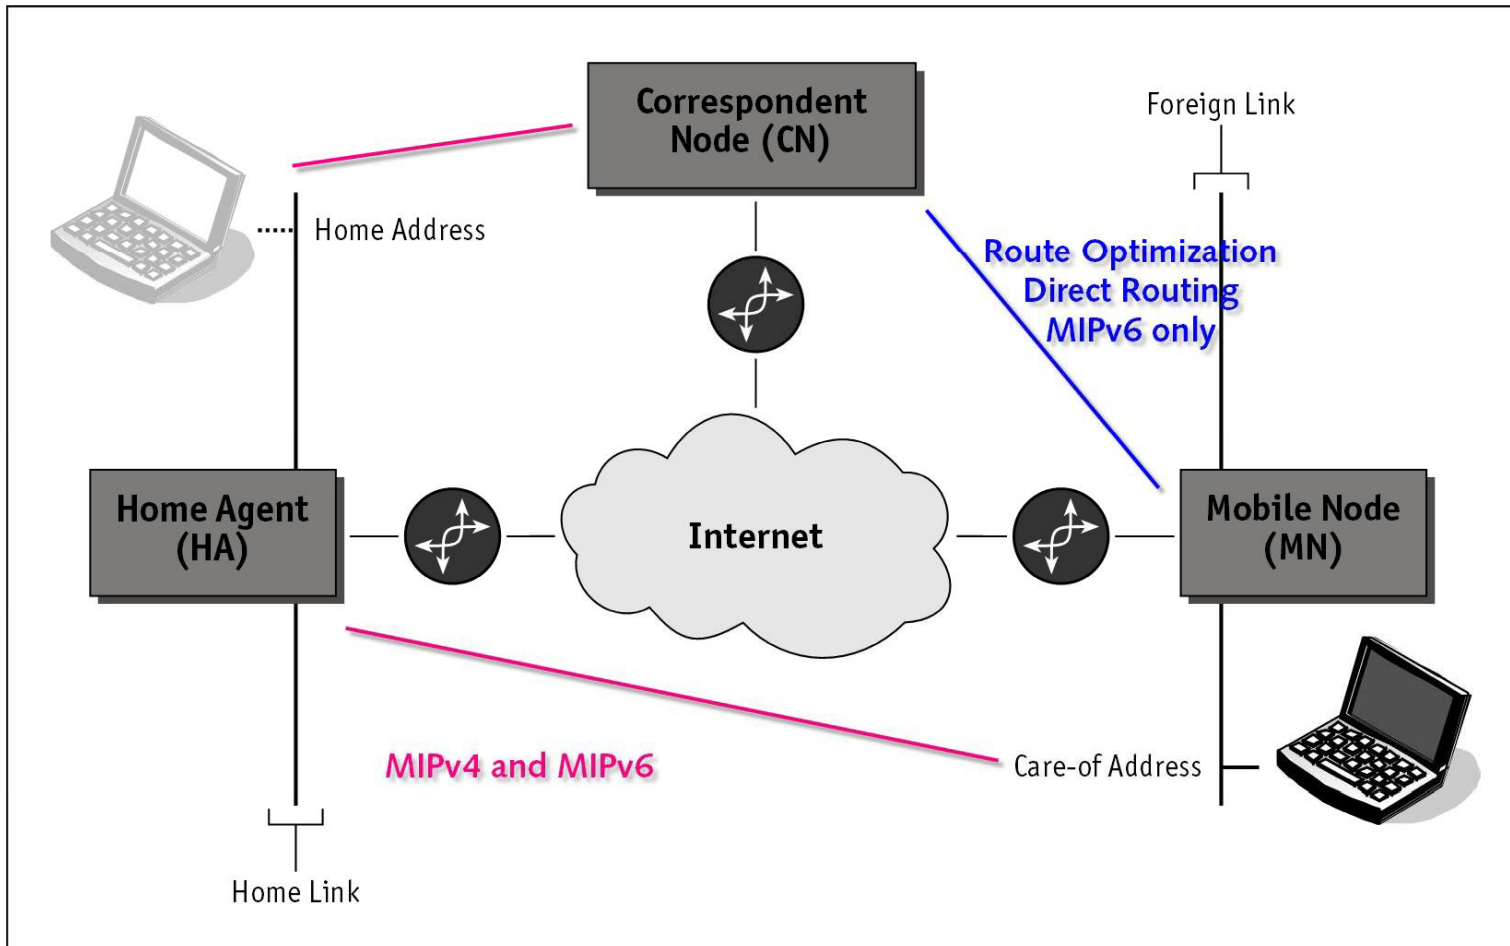 Correspondent
Node (CN)
Foreign Link
Home Address
Route Optimization
Direct Routing
MIPv6 only
Home Agent
(HA)
Internet
Mobile Node
(MN)
MIPv4 and MIPv6
Care-of Address
Home Link